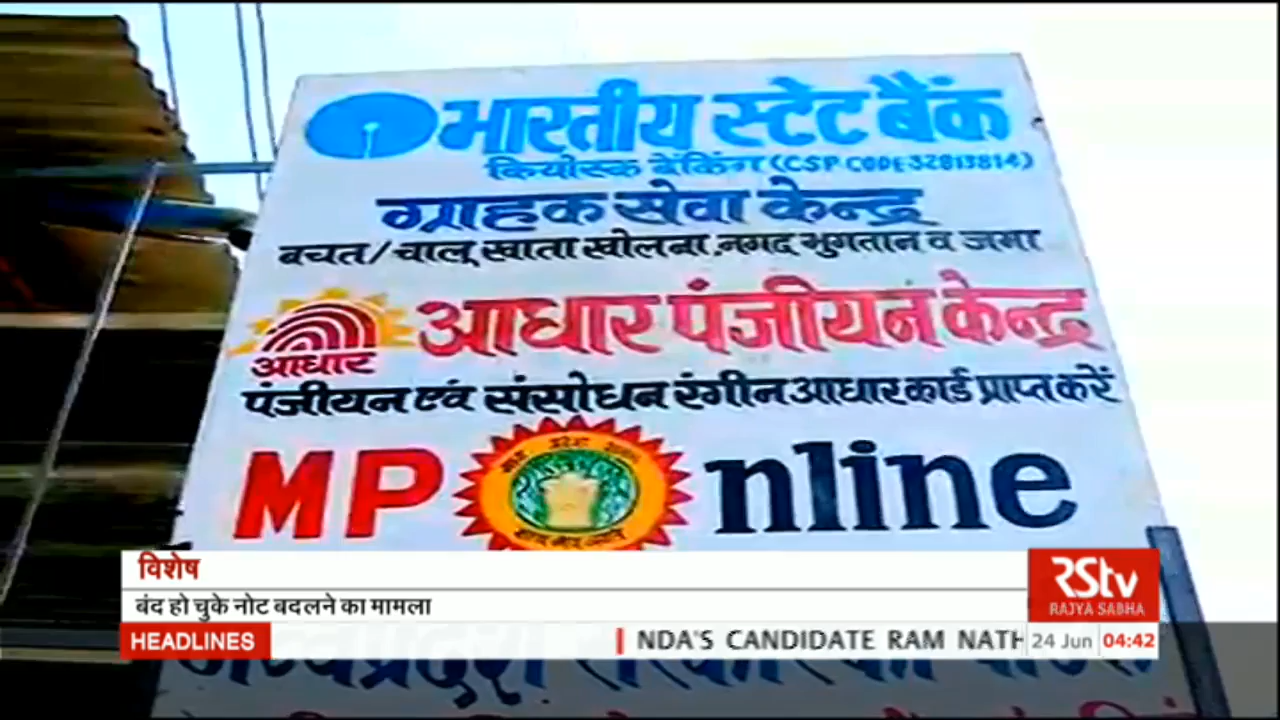 भारतीय स्टेट बैंक
कियोस्क बेंकिंग (CSP CODE-32813814)
ग्राहक सेवा केन्द्र
बचत/चालू खाता खोलना, नगद भुगतान व जमा
आधार
आधार पंजीयन केन्द्र
पंजीयन एवं संसोधन रंगीन आधार कार्ड प्राप्त करें
MP nline
विशेष
बंद हो चुके नोट बदलने का मामला
RStv
RAJYA SABHA
HEADLINES
NDA'S CANDIDATE RAM NATH
24 Jun 04:42